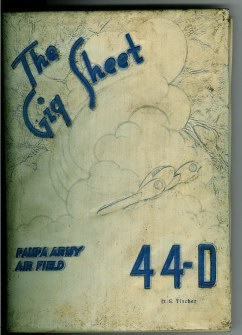 The
Gig Sheet
PAMPA ARMY
AIR FIELD
44-D